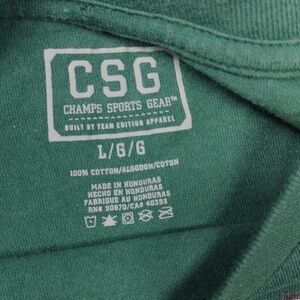 CSG
CHAMPS SPORTS GEAR™
BUILT BY TEAM EDITION APPAREL
L/G/G
100% COTTON/ALGODON/COTON
MADE IN HONDURAS
HECHO EN HONDURAS
FABRIQUE AU HONDURAS
RN# 90870/CA# 40393